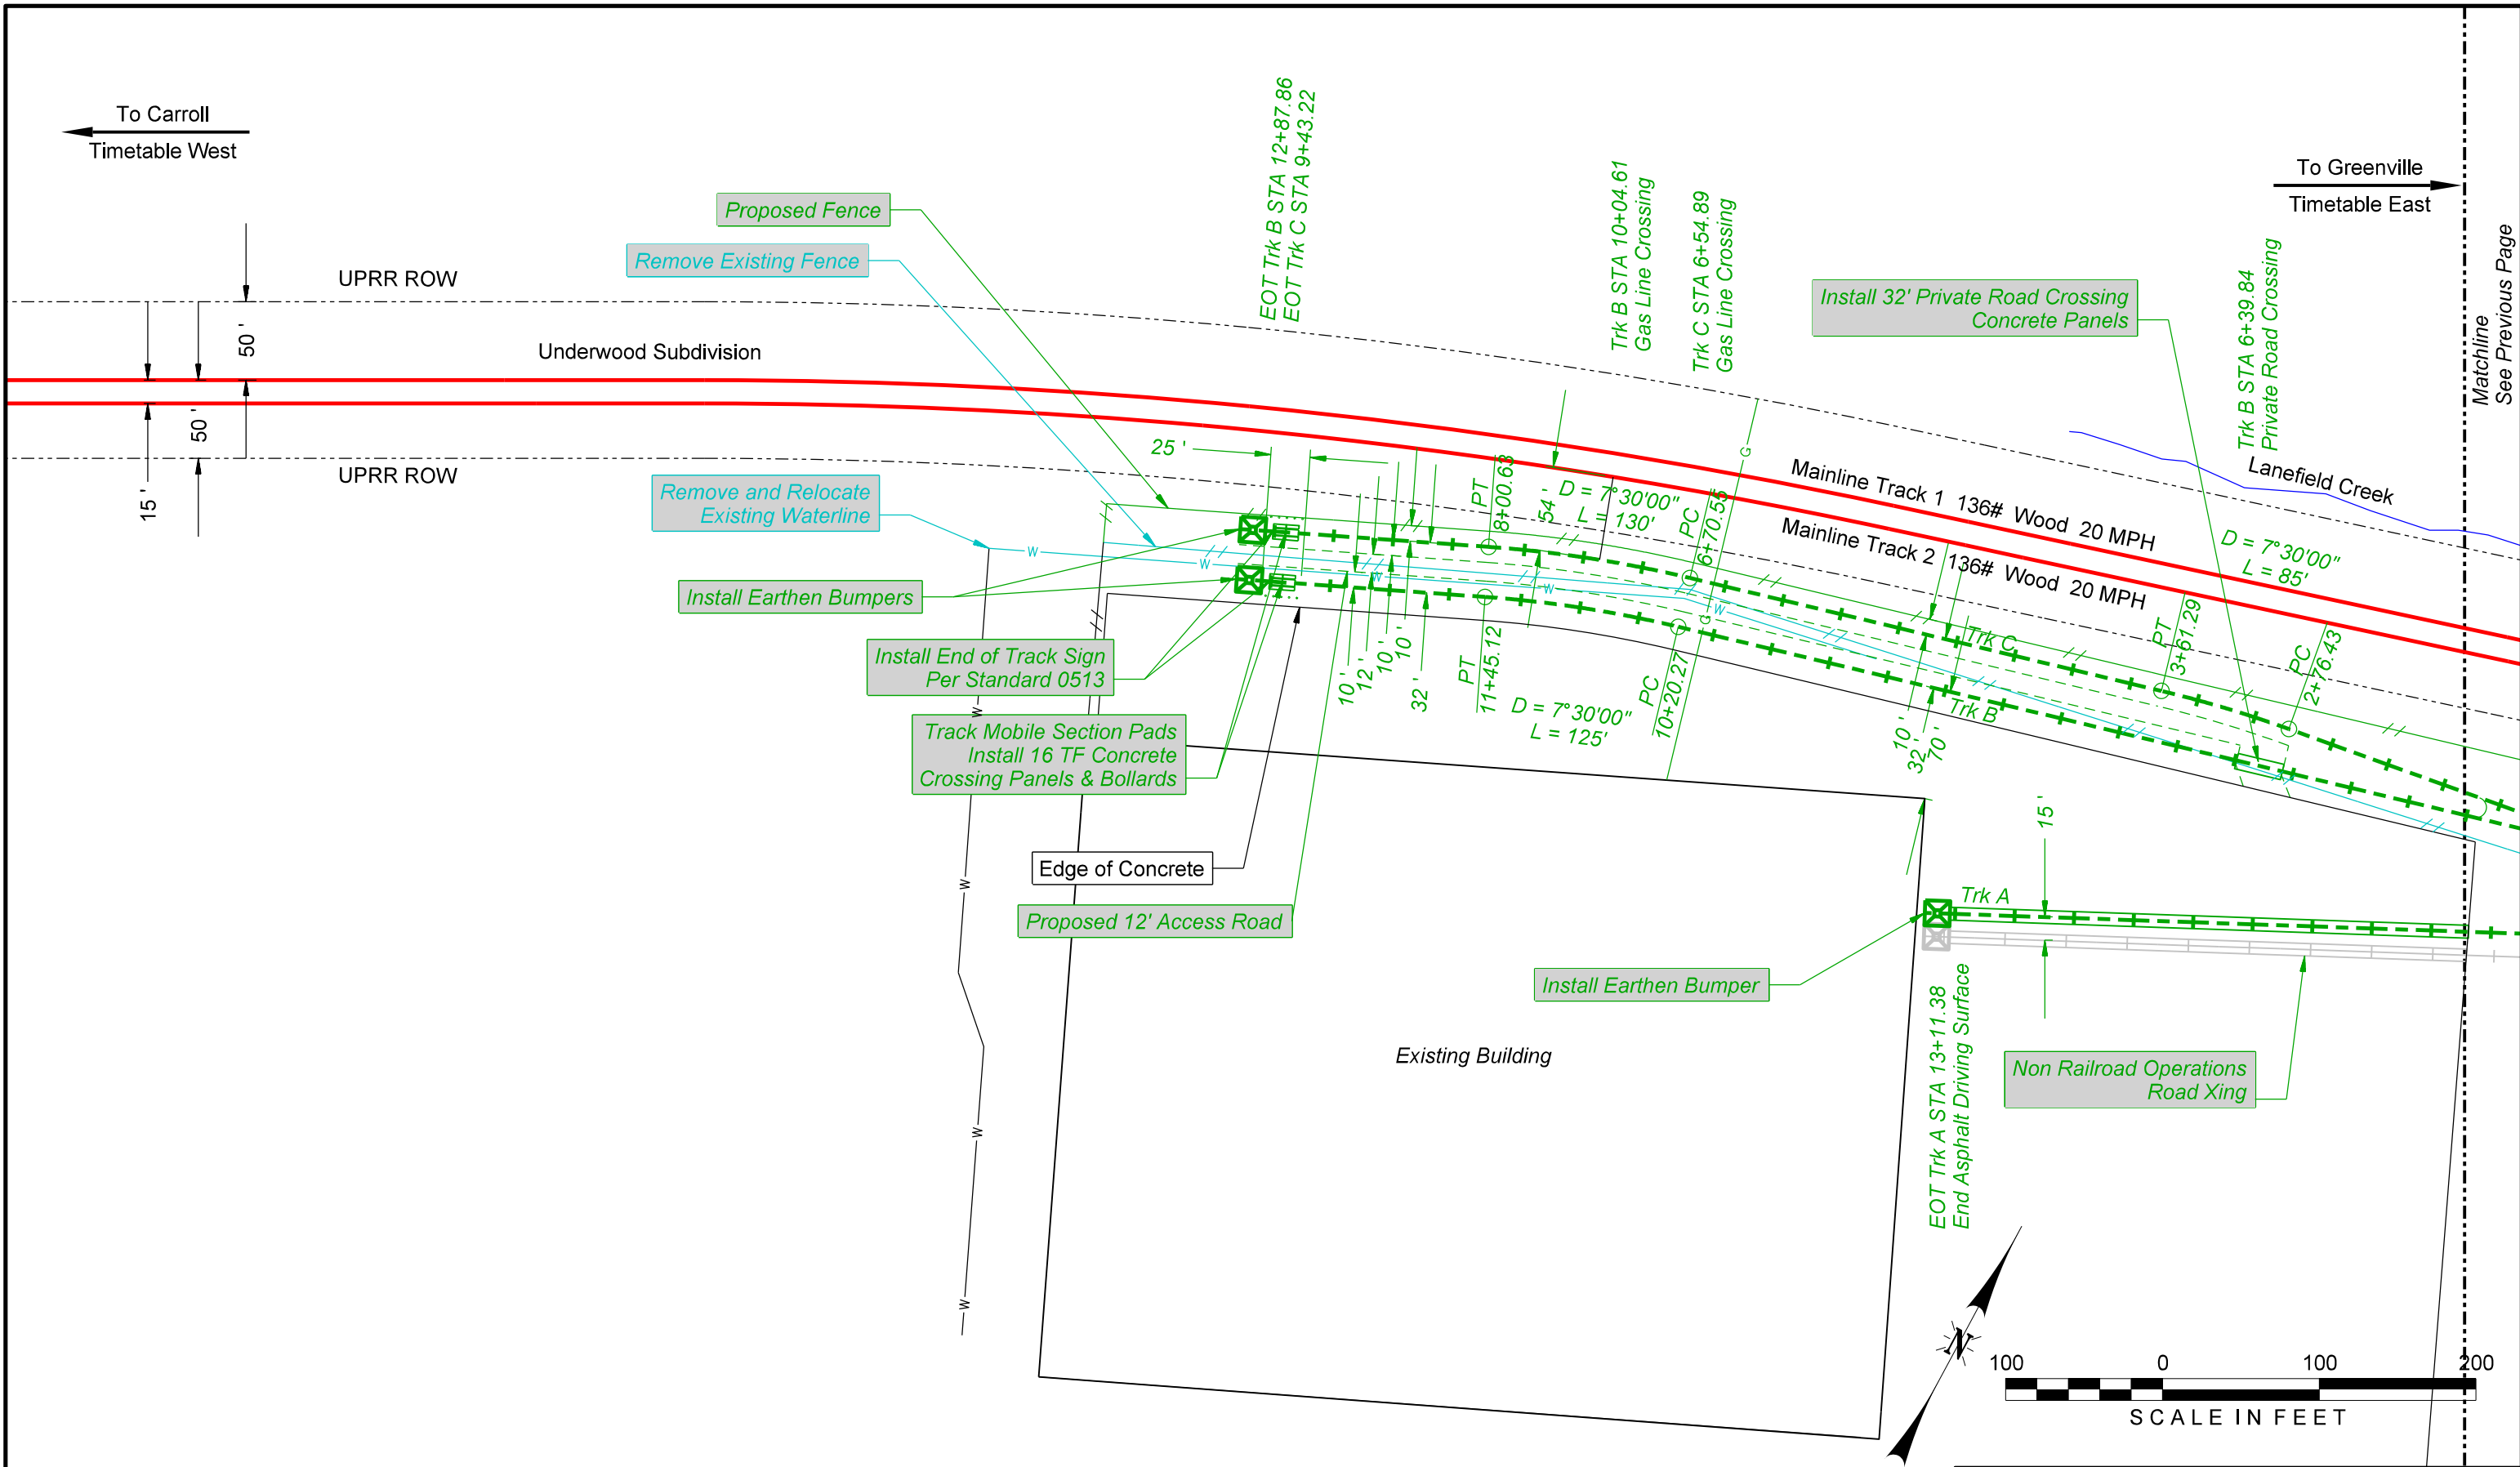 To Carroll
Timetable West
To Greenville
Timetable East
Matchline
See Previous Page
EOT Trk B STA 12+87.86
EOT Trk C STA 9+43.22
Trk B STA 10+04.61
Gas Line Crossing
Trk C STA 6+54.89
Gas Line Crossing
Trk B STA 6+39.84
Private Road Crossing
Proposed Fence
Remove Existing Fence
UPRR ROW
Install 32' Private Road Crossing
Concrete Panels
Underwood Subdivision
50 '
50 '
15 '
UPRR ROW
25 '
Remove and Relocate
Existing Waterline
PT
8+00.63
54 '
D = 7°30'00"
L = 130'
PC
6+70.55
G
Mainline Track 1 136# Wood 20 MPH
Mainline Track 2 136# Wood 20 MPH
Lanefield Creek
D = 7°30'00"
L = 85'
W
W
W
W
W
G
Install Earthen Bumpers
Install End of Track Sign
Per Standard 0513
Track Mobile Section Pads
Install 16 TF Concrete
Crossing Panels & Bollards
10 '
12 '
10 '
10 '
32 '
PT
11+45.12
D = 7°30'00"
L = 125'
PC
10+20.27
Trk C
Trk B
PT
3+61.29
PC
2+76.43
10 '
32 '
70 '
W
W
W
W
Edge of Concrete
Proposed 12' Access Road
15 '
Trk A
Install Earthen Bumper
EOT Trk A STA 13+11.38
End Asphalt Driving Surface
Non Railroad Operations
Road Xing
Existing Building
N
100 0 100 200
SCALE IN FEET